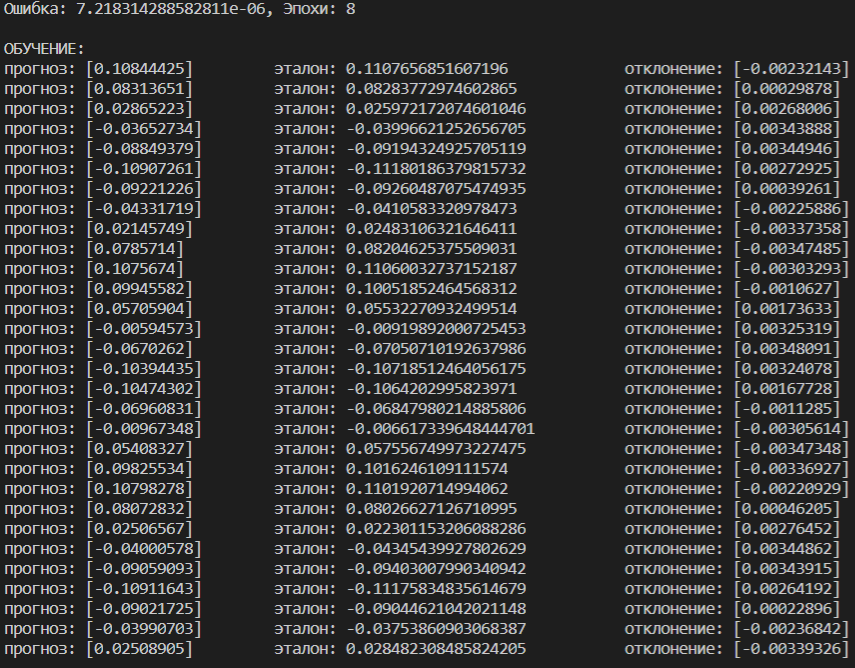 Ошибка: 7.218314288582811e-06, Эпохи: 8
ОБУЧЕНИЕ:
прогноз: [0.10844425] эталон: 0.1107656851607196 отклонение: [-0.00232143]
прогноз: [0.08313651] эталон: 0.08283772974602865 отклонение: [0.00029878]
прогноз: [0.02865223] эталон: 0.025972172074601046 отклонение: [0.00268006]
прогноз: [-0.03652734] эталон: -0.03996621252656705 отклонение: [0.00343888]
прогноз: [-0.08849379] эталон: -0.09194324925705119 отклонение: [0.00344946]
прогноз: [-0.10907261] эталон: -0.11180186379815732 отклонение: [0.00272925]
прогноз: [-0.09221226] эталон: -0.09260487075474935 отклонение: [0.00039261]
прогноз: [-0.04331719] эталон: -0.0410583320978473 отклонение: [-0.00225886]
прогноз: [0.02145749] эталон: 0.02483106321646411 отклонение: [-0.00337358]
прогноз: [0.0785714] эталон: 0.08204625375509031 отклонение: [-0.00347485]
прогноз: [0.1075674] эталон: 0.11060032737152187 отклонение: [-0.00303293]
прогноз: [0.09945582] эталон: 0.10051852464568312 отклонение: [-0.0010627]
прогноз: [0.05705904] эталон: 0.05532270932499514 отклонение: [0.00173633]
прогноз: [-0.00594573] эталон: -0.00919892000725453 отклонение: [0.00325319]
прогноз: [-0.0670262] эталон: -0.07050710192637986 отклонение: [0.00348091]
прогноз: [-0.10394435] эталон: -0.10718512464056175 отклонение: [0.00324078]
прогноз: [-0.10474302] эталон: -0.1064202995823971 отклонение: [0.00167728]
прогноз: [-0.06960831] эталон: -0.06847980214885806 отклонение: [-0.0011285]
прогноз: [-0.00967348] эталон: -0.006617339648444701 отклонение: [-0.00305614]
прогноз: [0.05408327] эталон: 0.057556749973227475 отклонение: [-0.00347348]
прогноз: [0.09825534] эталон: 0.1016246109111574 отклонение: [-0.00336927]
прогноз: [0.10798278] эталон: 0.1101920714994062 отклонение: [-0.00220929]
прогноз: [0.08072832] эталон: 0.08026627126710995 отклонение: [0.00046205]
прогноз: [0.02506567] эталон: 0.022301153206088286 отклонение: [0.00276452]
прогноз: [-0.04000578] эталон: -0.04345439927802629 отклонение: [0.00344862]
прогноз: [-0.09059093] эталон: -0.09403007990340942 отклонение: [0.00343915]
прогноз: [-0.10911643] эталон: -0.11175834835614679 отклонение: [0.00264192]
прогноз: [-0.09021725] эталон: -0.09044621042021148 отклонение: [0.00022896]
прогноз: [-0.03990703] эталон: -0.03753860903068387 отклонение: [-0.00236842]
прогноз: [0.02508905] эталон: 0.028482308485824205 отклонение: [-0.00339326]